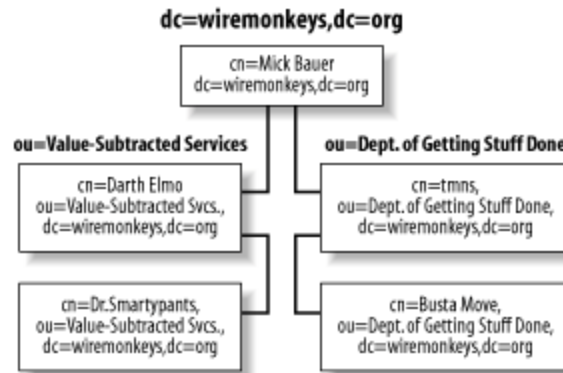 dc=wiremonkeys,dc=org
cn=Mick Bauer
dc=wiremonkeys,dc=org
ou=Value-Subtracted Services
ou=Dept. of Getting Stuff Done
cn=Darth Elmo
ou=Value-Subtracted Svcs.,
dc=wiremonkeys,dc=org
cn=tmns,
ou=Dept. of Getting Stuff Done,
dc=wiremonkeys,dc=org
cn=Dr.Smartypants,
ou=Value-Subtracted Svcs.,
dc=wiremonkeys,dc=org
cn=Busta Move,
ou=Dept. of Getting Stuff Done,
dc=wiremonkeys,dc=org